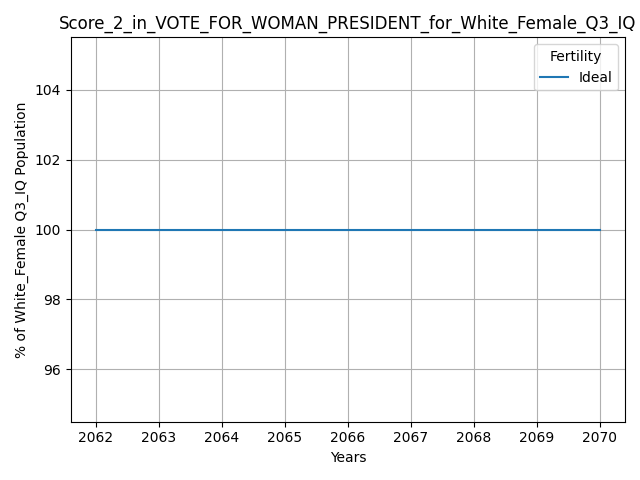 Score_2_in_VOTE_FOR_WOMAN_PRESIDENT_for_White_Female_Q3_IQ
Fertility
Ideal
% of White_Female Q3_IQ Population
104
102
100
98
96
2062 2063 2064 2065 2066 2067 2068 2069 2070
Years